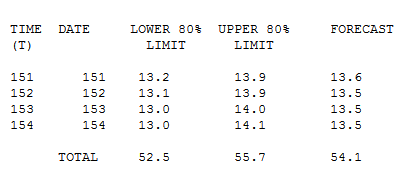 TIME DATE LOWER 80% UPPER 80% FORECAST
(T) LIMIT LIMIT
151 151 13.2 13.9 13.6
152 152 13.1 13.9 13.5
153 153 13.0 14.0 13.5
154 154 13.0 14.1 13.5
TOTAL 52.5 55.7 54.1